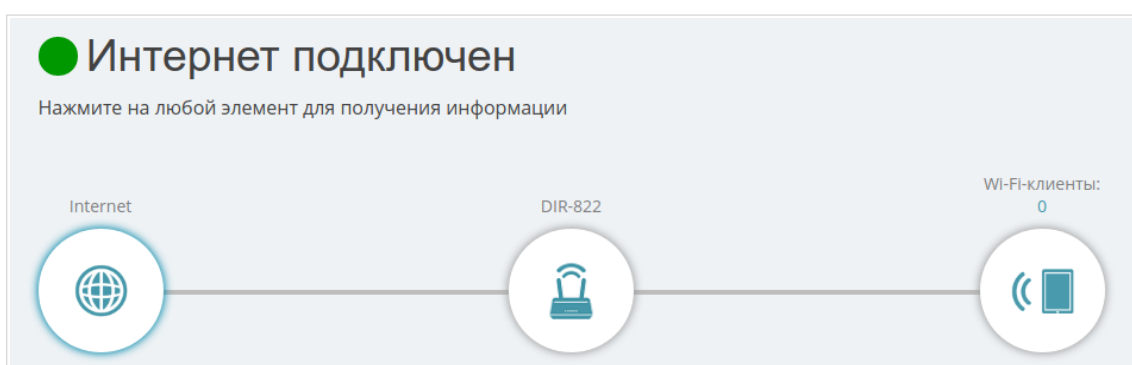 Интернет подключен
Нажмите на любой элемент для получения информации
Internet
DIR-822
Wi-Fi-клиенты:
0